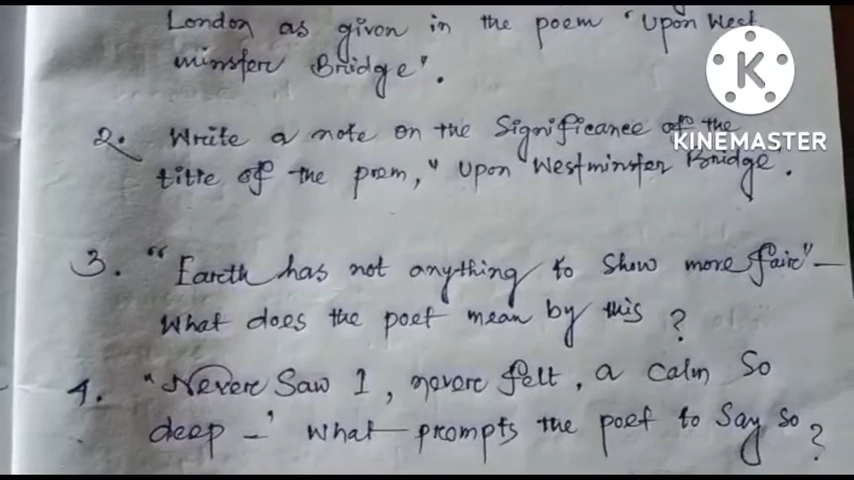 London as given in the poem "Upon West
minster Bridge".
2. Write a note on the Significance of the
title of the poem, "Upon Westminster Bridge".
3. "Earth has not anything to show more fair" —
What does the poet mean by this ?
4. "Never Saw I, never felt, a calm so
deep –' What prompts the poet to say so ?
K
KINEMASTER